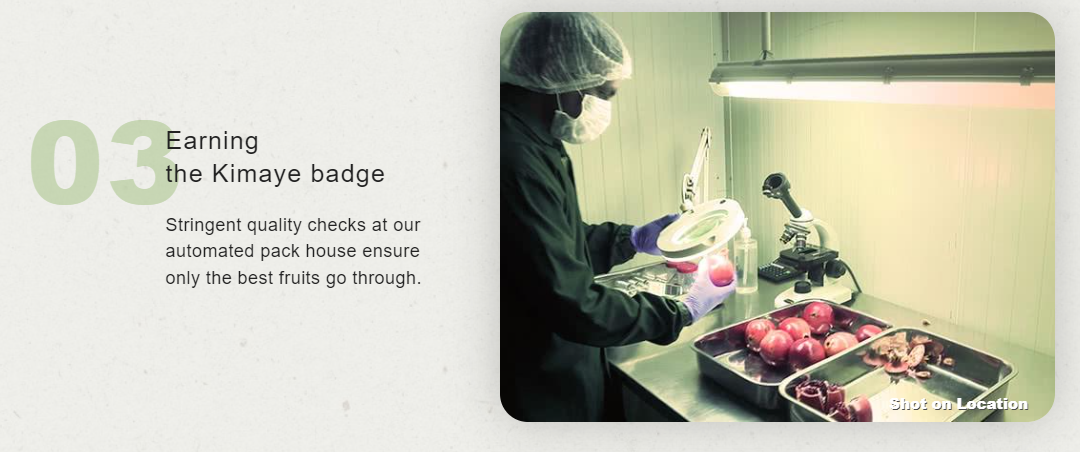 03
Earning
the Kimaye badge
Stringent quality checks at our
automated pack house ensure
only the best fruits go through.
Shot on Location